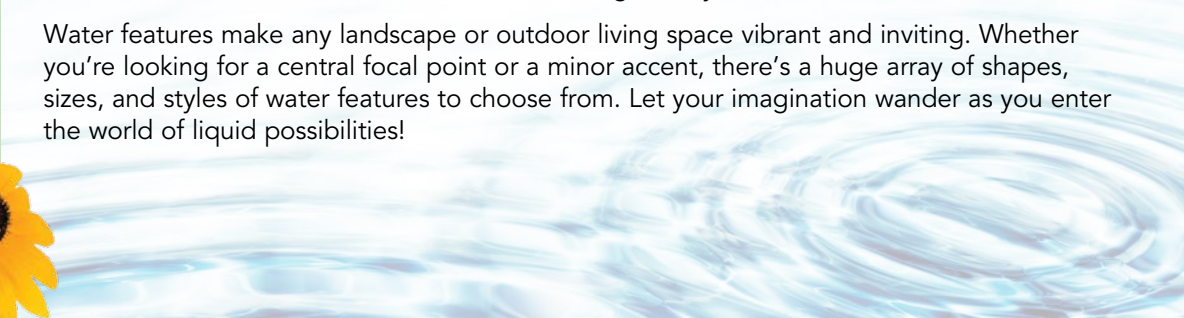 Water features make any landscape or outdoor living space vibrant and inviting. Whether
you're looking for a central focal point or a minor accent, there's a huge array of shapes,
sizes, and styles of water features to choose from. Let your imagination wander as you enter
the world of liquid possibilities!